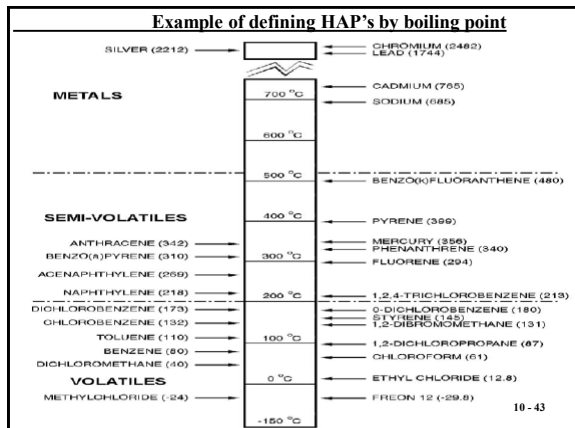 Example of defining HAP's by boiling point
SILVER (2212)
CHROMIUM (2482)
LEAD (1744)
METALS
700 °C
CADMIUM (765)
SODIUM (685)
600 °C
500 °C
BENZO(k)FLUORANTHENE (480)
SEMI-VOLATILES
400 °C
PYRENE (399)
ANTHRACENE (342)
MERCURY (356)
PHENANTHRENE (340)
BENZO(a)PYRENE (310)
300 °C
FLUORENE (294)
ACENAPHTHYLENE (269)
NAPHTHYLENE (218)
200 °C
1,2,4-TRICHLOROBENZENE (213)
DICHLOROBENZENE (173)
0-DICHLOROBENZENE (180)
STYRENE (145)
CHLOROBENZENE (132)
1,2-DIBROMOMETHANE (131)
TOLUENE (110)
100 °C
1,2-DICHLOROPROPANE (87)
BENZENE (80)
CHLOROFORM (61)
DICHLOROMETHANE (40)
VOLATILES
0 °C
ETHYL CHLORIDE (12.8)
METHYLCHLORIDE (-24)
FREON 12 (-29.8)
-150 °C
10 - 43